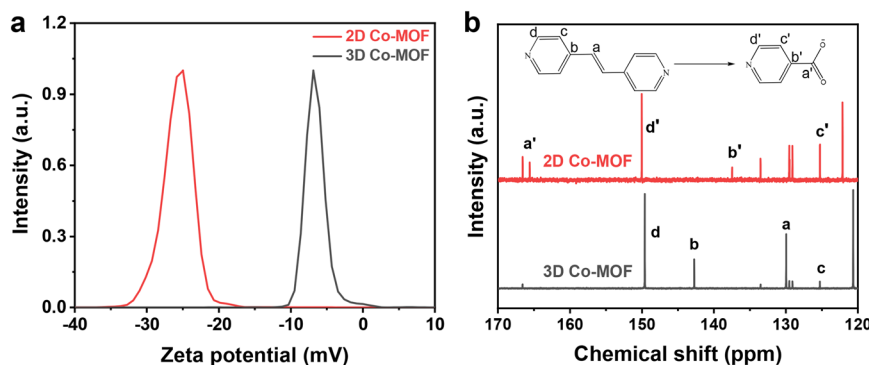 a
2D Co-MOF
3D Co-MOF
Intensity (a.u.)
1.2
0.9
0.6
0.3
0.0
-40 -30 -20 -10 0 10
Zeta potential (mV)
b
d c b a N N
d' c' b' a' N O O-
Intensity (a.u.)
a' d' b' c'
2D Co-MOF
d b a c
3D Co-MOF
170 160 150 140 130 120
Chemical shift (ppm)